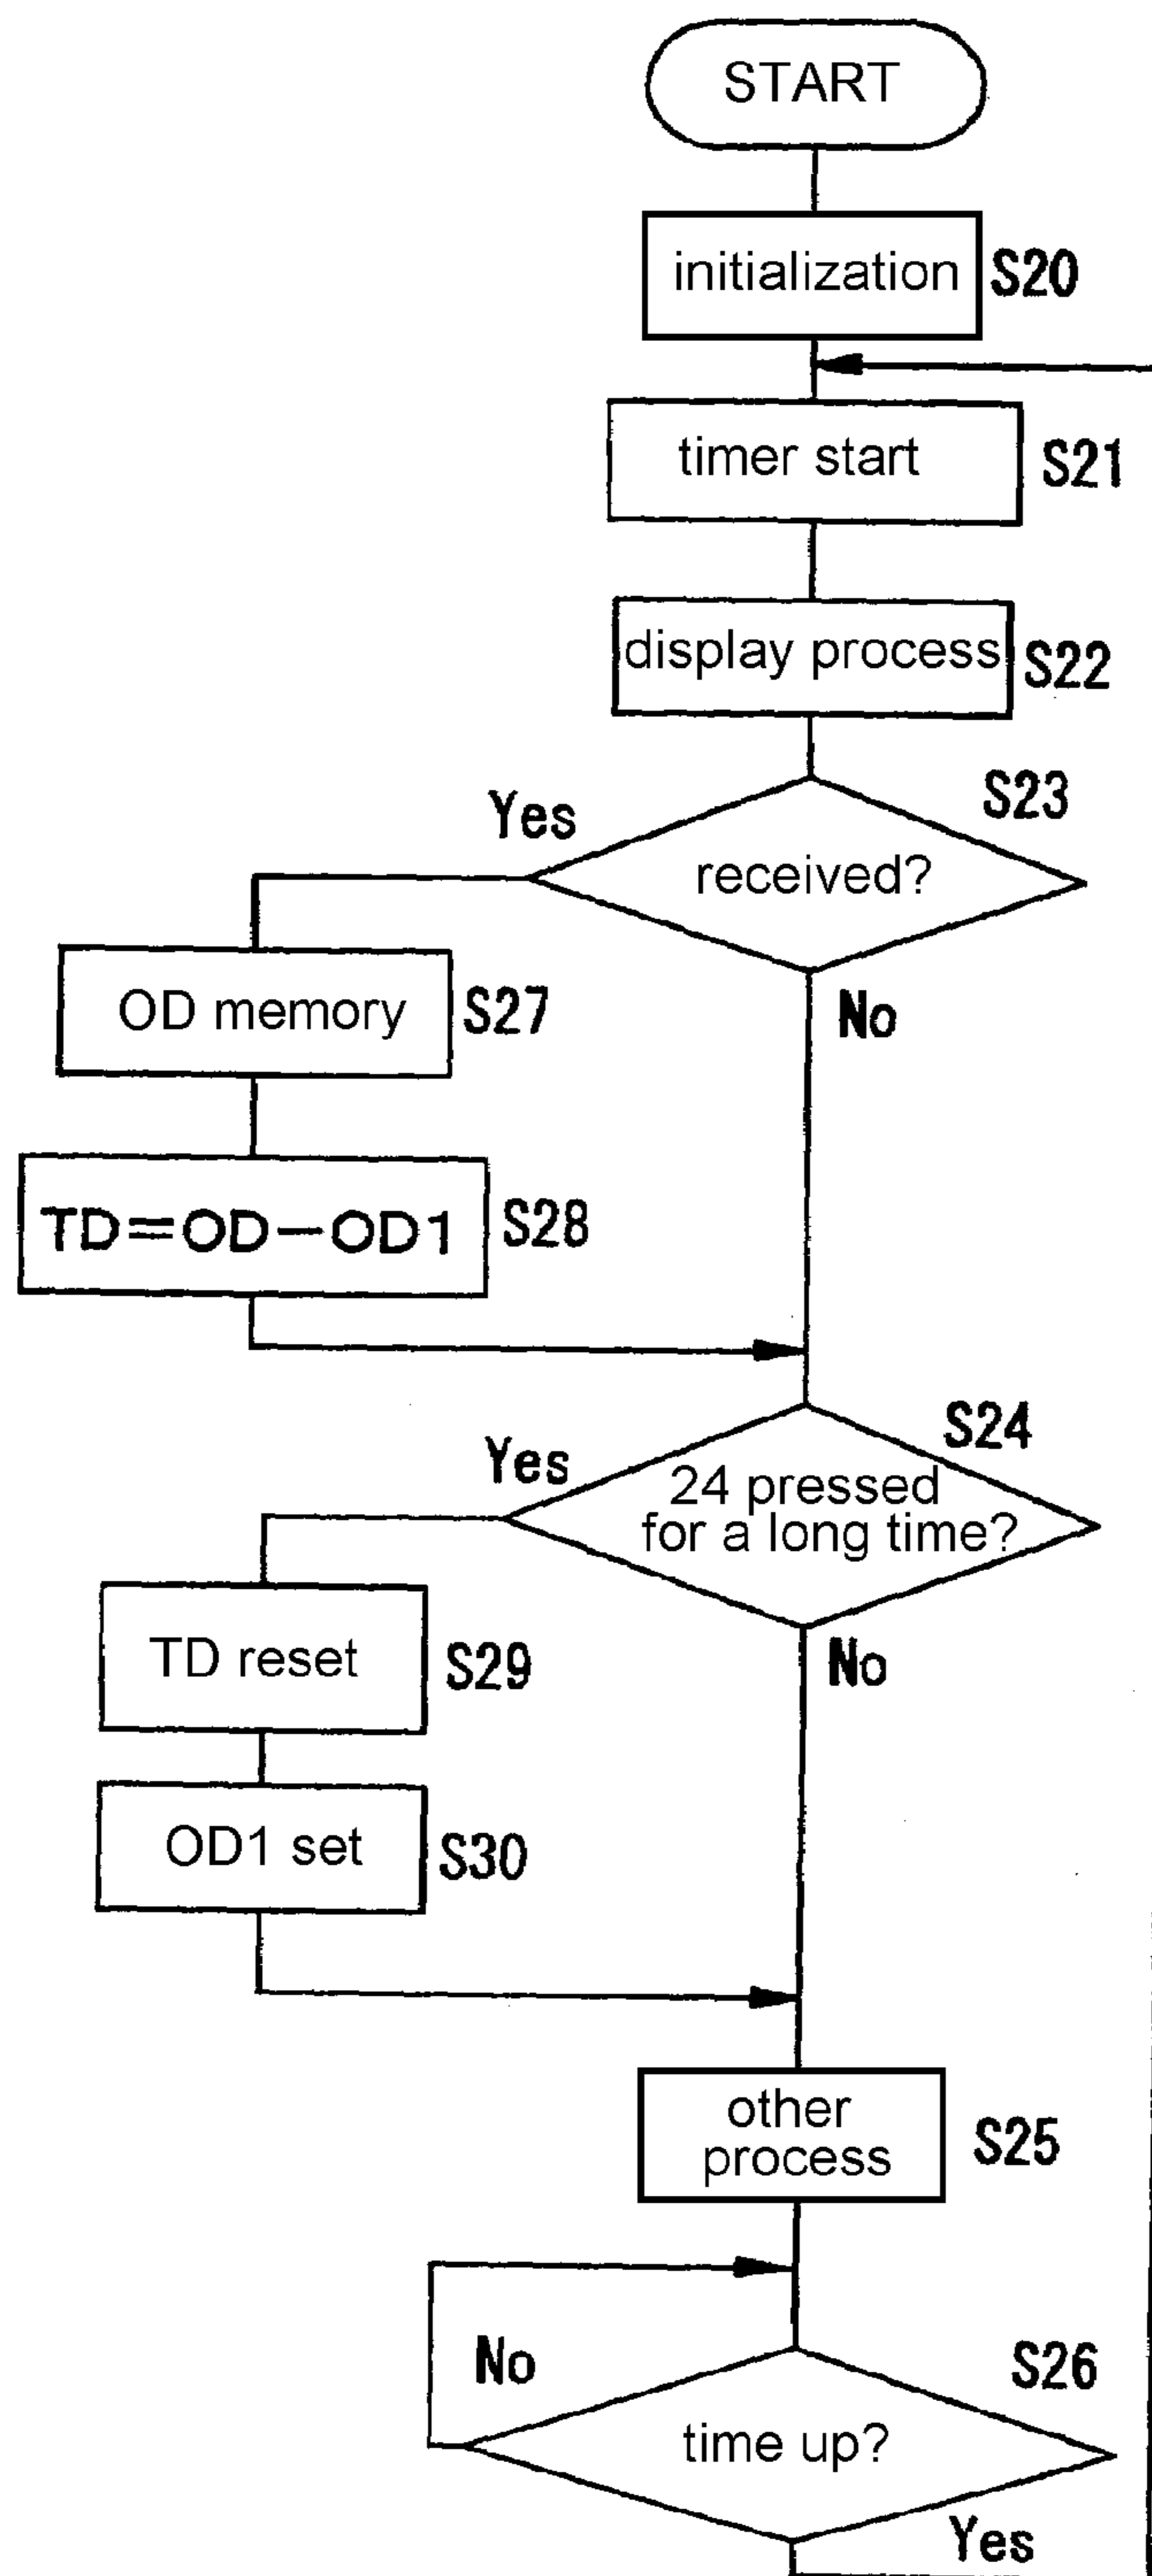 START
initialization S20
timer start S21
display process S22
S23
Yes
received?
No
OD memory S27
TD=OD-OD1 S28
S24
Yes
24 pressed
for a long time?
No
TD reset S29
OD1 set S30
other
process
S25
No
S26
time up?
Yes